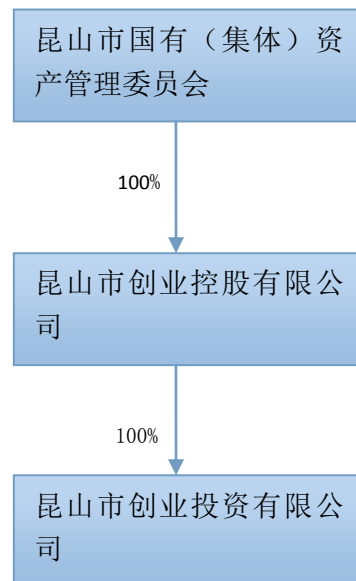 昆山市国有（集体）资
产管理委员会
100%
昆山市创业控股有限公
司
100%
昆山市创业投资有限公
司